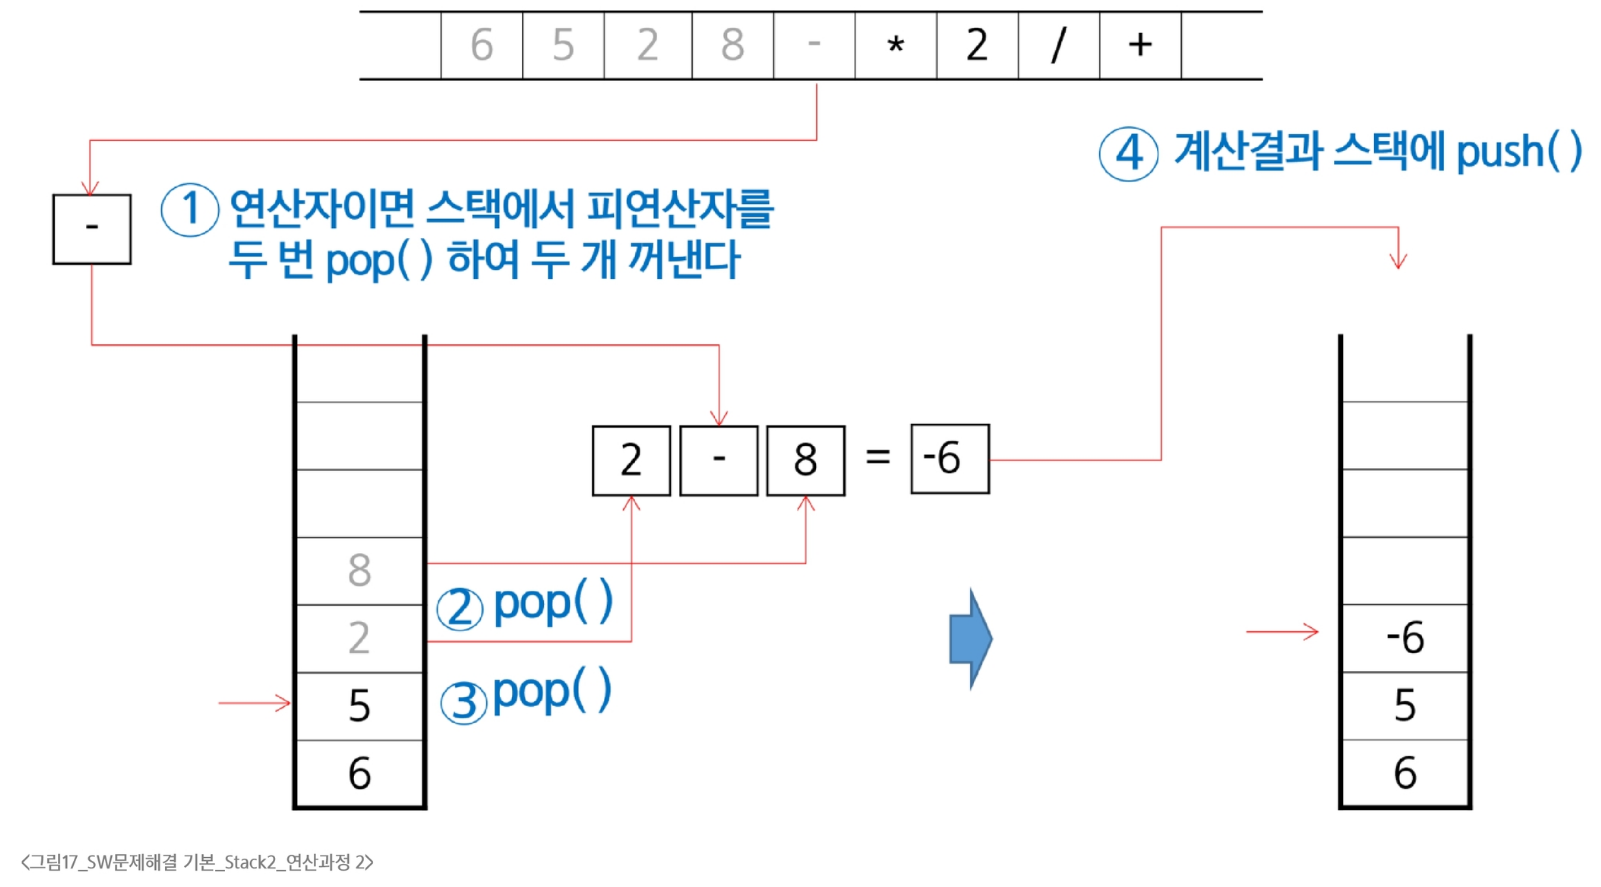 6 5 2 8 - * 2 / +
④ 계산결과 스택에 push( )
-
① 연산자이면 스택에서 피연산자를
두 번 pop( ) 하여 두 개 꺼낸다
2 - 8 = -6
8
② pop( )
2
③ pop( )
5
6
-6
5
6
<그림17_SW문제해결 기본_Stack2_연산과정 2>